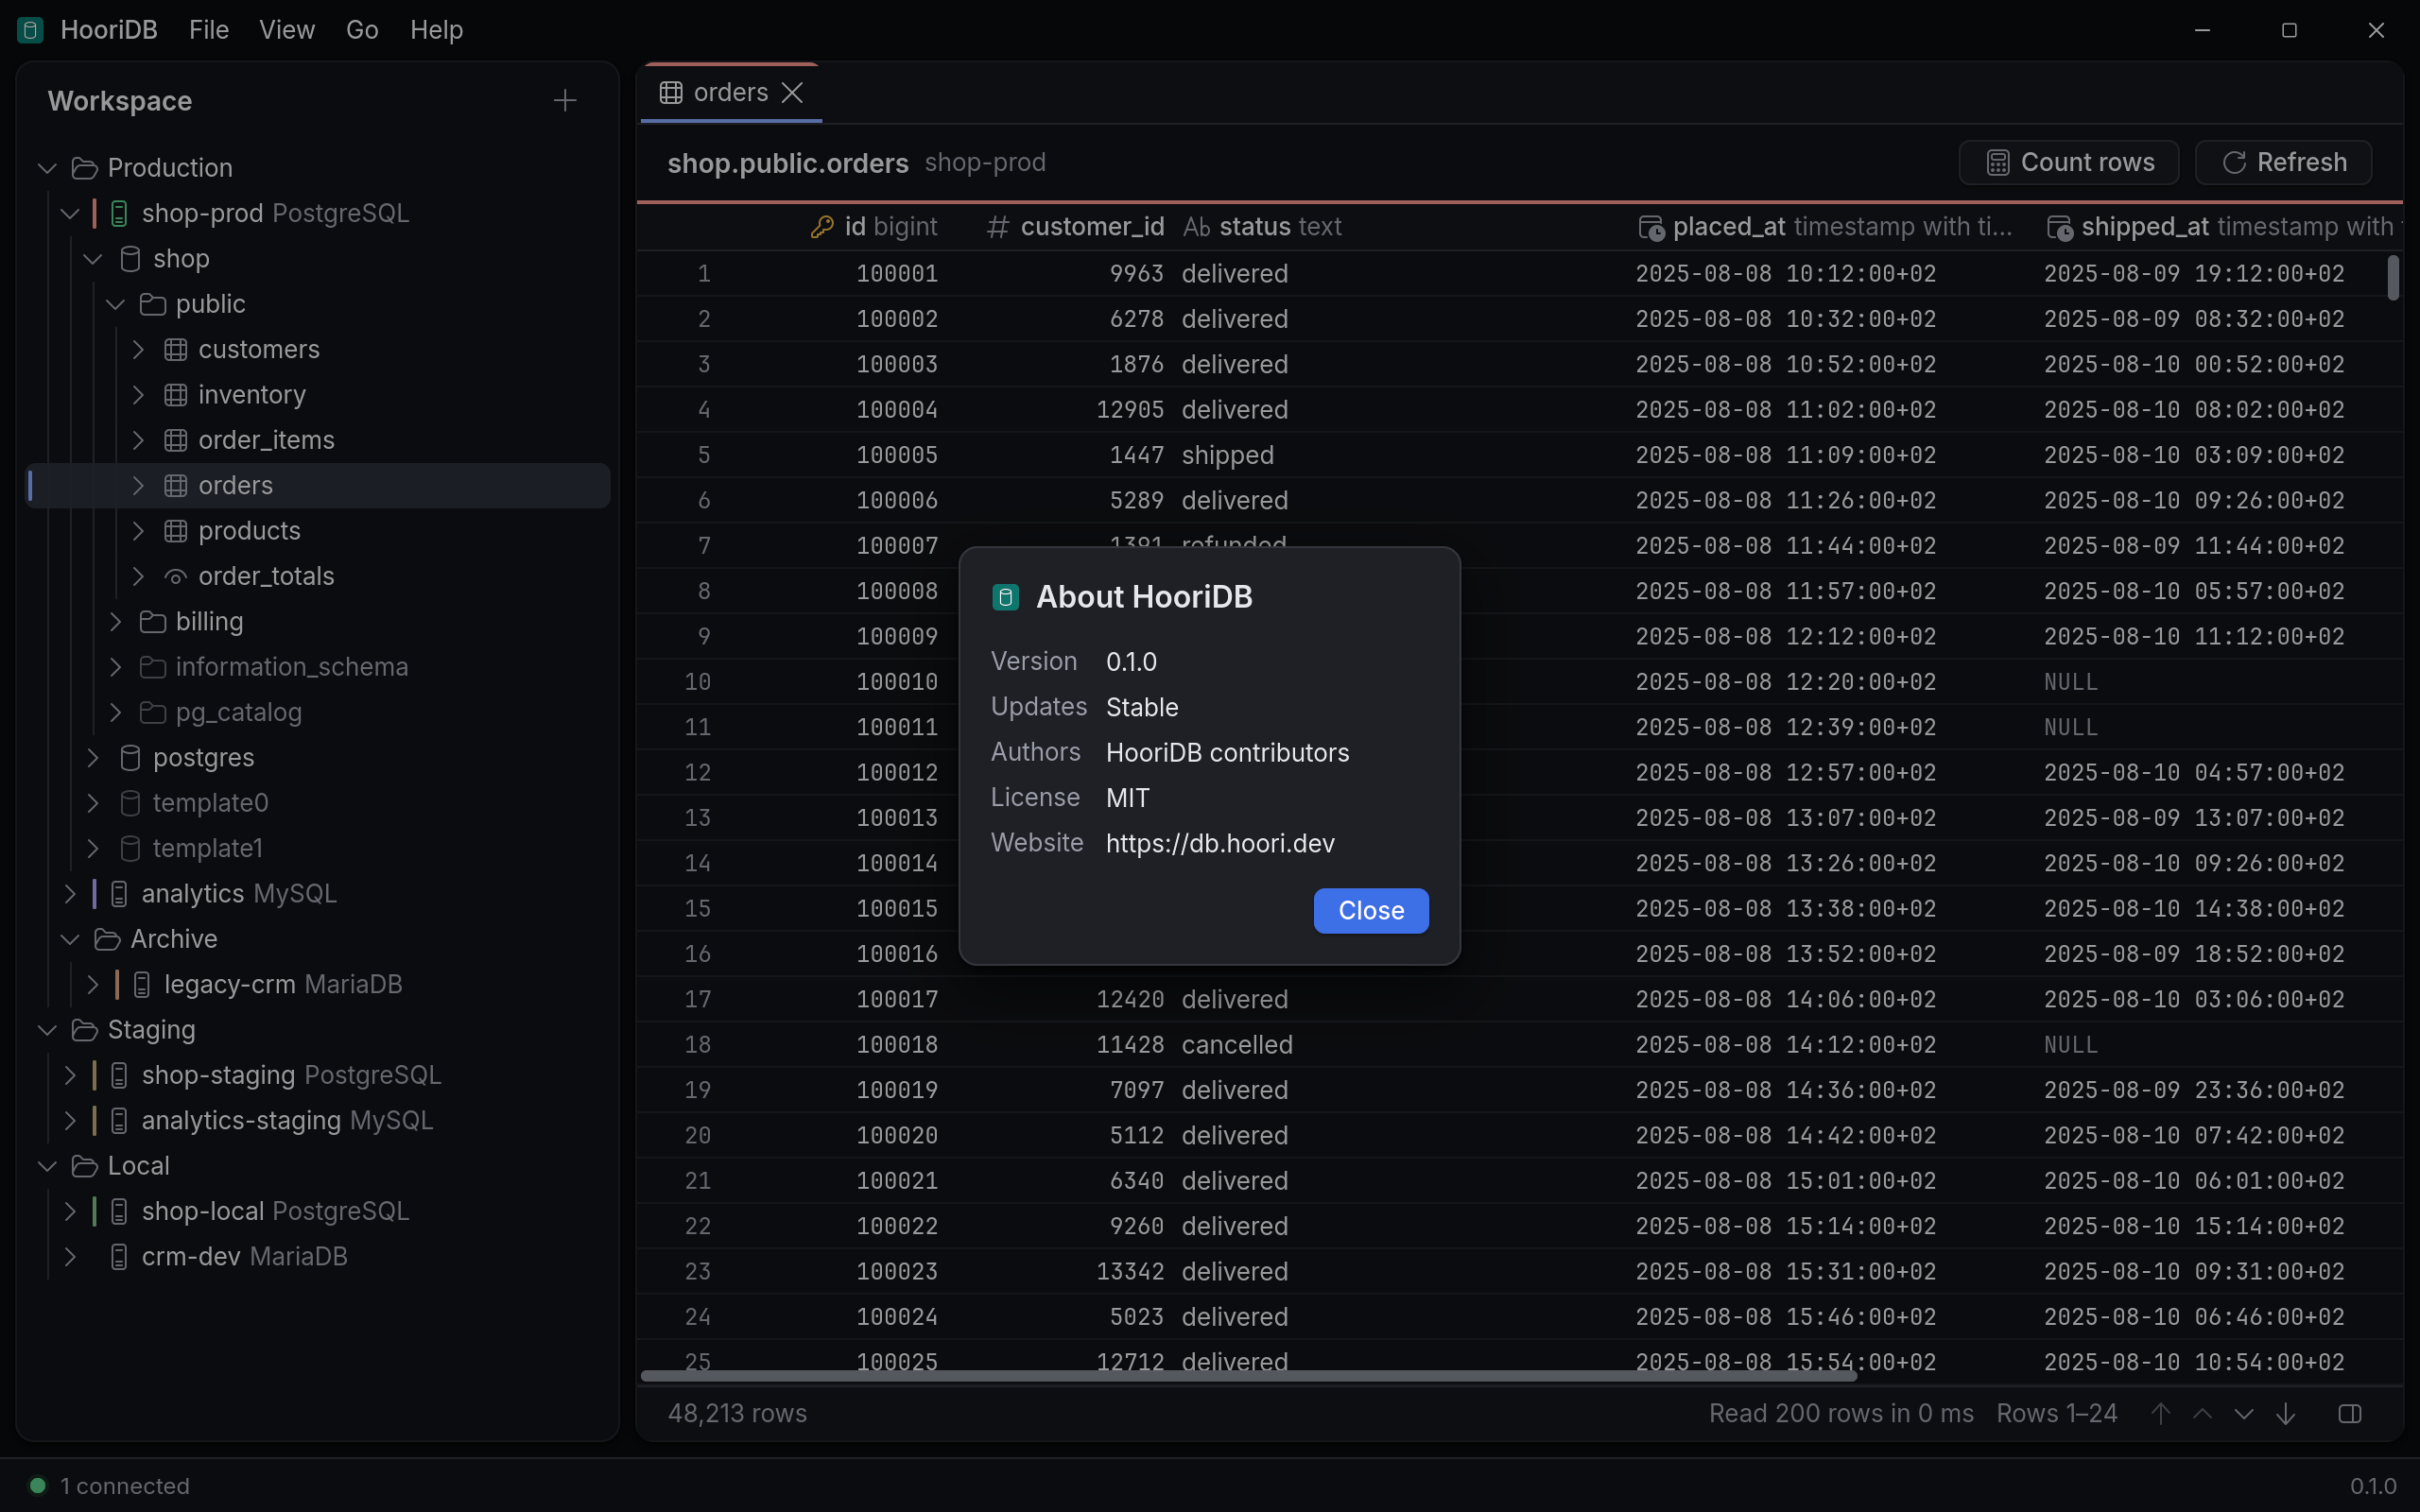 HooriDB File View Go Help
Workspace
Production
shop-prod PostgreSQL
shop
public
customers
inventory
order_items
orders
products
order_totals
billing
information_schema
pg_catalog
postgres
template0
template1
analytics MySQL
Archive
legacy-crm MariaDB
Staging
shop-staging PostgreSQL
analytics-staging MySQL
Local
shop-local PostgreSQL
crm-dev MariaDB
orders
shop.public.orders shop-prod Count rows Refresh
id bigint customer_id Ab status text placed_at timestamp with ti... shipped_at timestamp with
1 100001 9963 delivered 2025-08-08 10:12:00+02 2025-08-09 19:12:00+02
2 100002 6278 delivered 2025-08-08 10:32:00+02 2025-08-09 08:32:00+02
3 100003 1876 delivered 2025-08-08 10:52:00+02 2025-08-10 00:52:00+02
4 100004 12905 delivered 2025-08-08 11:02:00+02 2025-08-10 08:02:00+02
5 100005 1447 shipped 2025-08-08 11:09:00+02 2025-08-10 03:09:00+02
6 100006 5289 delivered 2025-08-08 11:26:00+02 2025-08-10 09:26:00+02
7 100007 1391 refunded 2025-08-08 11:44:00+02 2025-08-09 11:44:00+02
8 100008 2025-08-08 11:57:00+02 2025-08-10 05:57:00+02
9 100009 2025-08-08 12:12:00+02 2025-08-10 11:12:00+02
10 100010 2025-08-08 12:20:00+02 NULL
11 100011 2025-08-08 12:39:00+02 NULL
12 100012 2025-08-08 12:57:00+02 2025-08-10 04:57:00+02
13 100013 2025-08-08 13:07:00+02 2025-08-09 13:07:00+02
14 100014 2025-08-08 13:26:00+02 2025-08-10 09:26:00+02
15 100015 2025-08-08 13:38:00+02 2025-08-10 14:38:00+02
16 100016 2025-08-08 13:52:00+02 2025-08-09 18:52:00+02
17 100017 12420 delivered 2025-08-08 14:06:00+02 2025-08-10 03:06:00+02
18 100018 11428 cancelled 2025-08-08 14:12:00+02 NULL
19 100019 7097 delivered 2025-08-08 14:36:00+02 2025-08-09 23:36:00+02
20 100020 5112 delivered 2025-08-08 14:42:00+02 2025-08-10 07:42:00+02
21 100021 6340 delivered 2025-08-08 15:01:00+02 2025-08-10 06:01:00+02
22 100022 9260 delivered 2025-08-08 15:14:00+02 2025-08-10 15:14:00+02
23 100023 13342 delivered 2025-08-08 15:31:00+02 2025-08-10 09:31:00+02
24 100024 5023 delivered 2025-08-08 15:46:00+02 2025-08-10 06:46:00+02
25 100025 12712 delivered 2025-08-08 15:54:00+02 2025-08-10 10:54:00+02
About HooriDB
Version 0.1.0
Updates Stable
Authors HooriDB contributors
License MIT
Website https://db.hoori.dev
Close
48,213 rows Read 200 rows in 0 ms Rows 1–24
1 connected 0.1.0